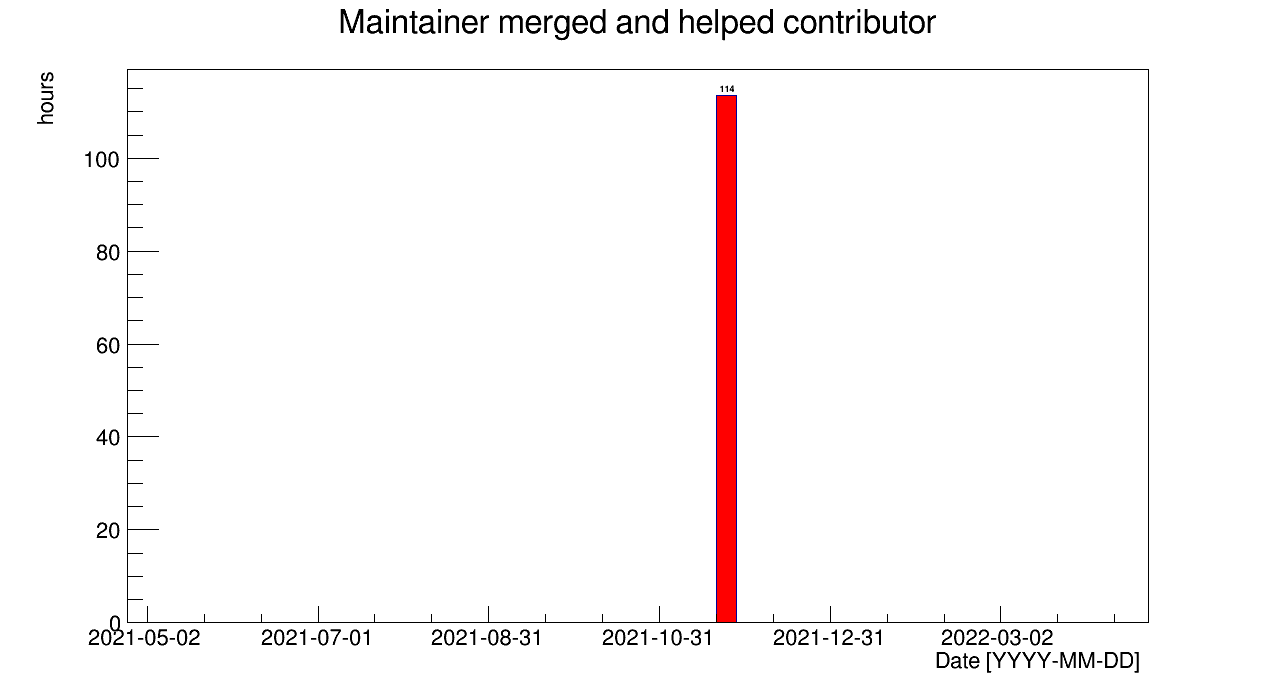 Maintainer merged and helped contributor
hours
114
100
80
60
40
20
0
2021-05-02 2021-07-01 2021-08-31 2021-10-31 2021-12-31 2022-03-02
Date [YYYY-MM-DD]